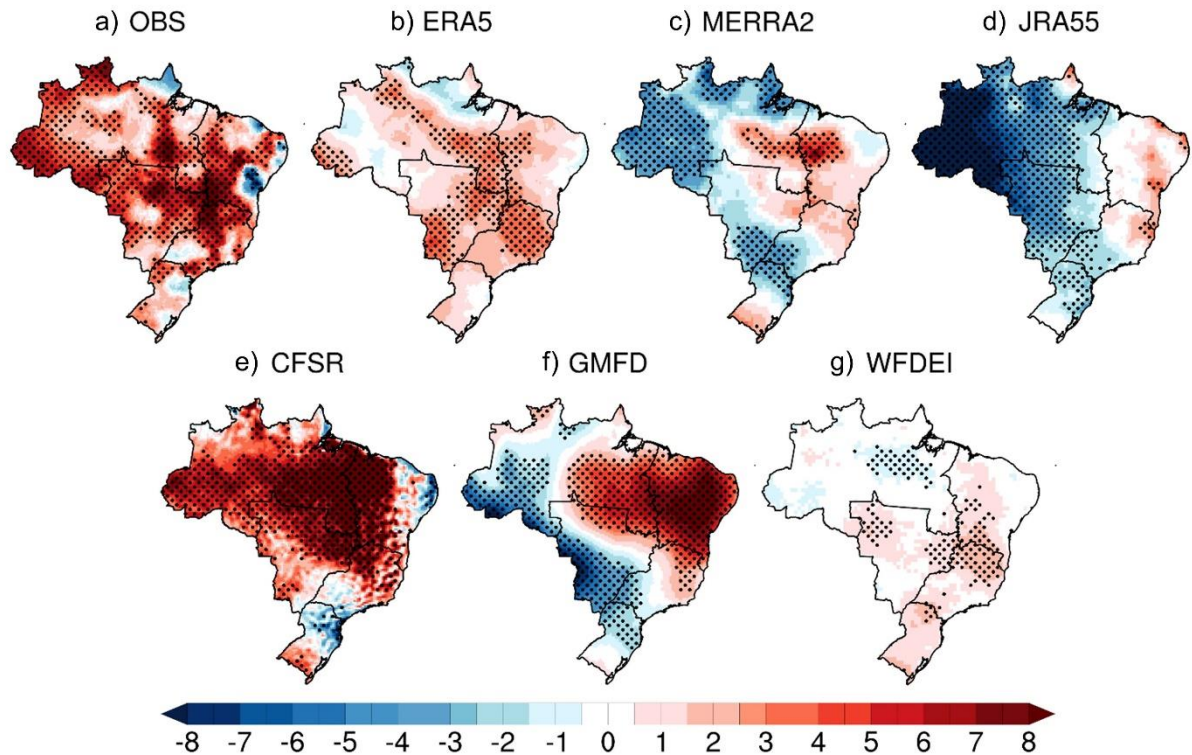 a) OBS
b) ERA5
c) MERRA2
d) JRA55
e) CFSR
f) GMFD
g) WFDEI
-8 -7 -6 -5 -4 -3 -2 -1 0 1 2 3 4 5 6 7 8